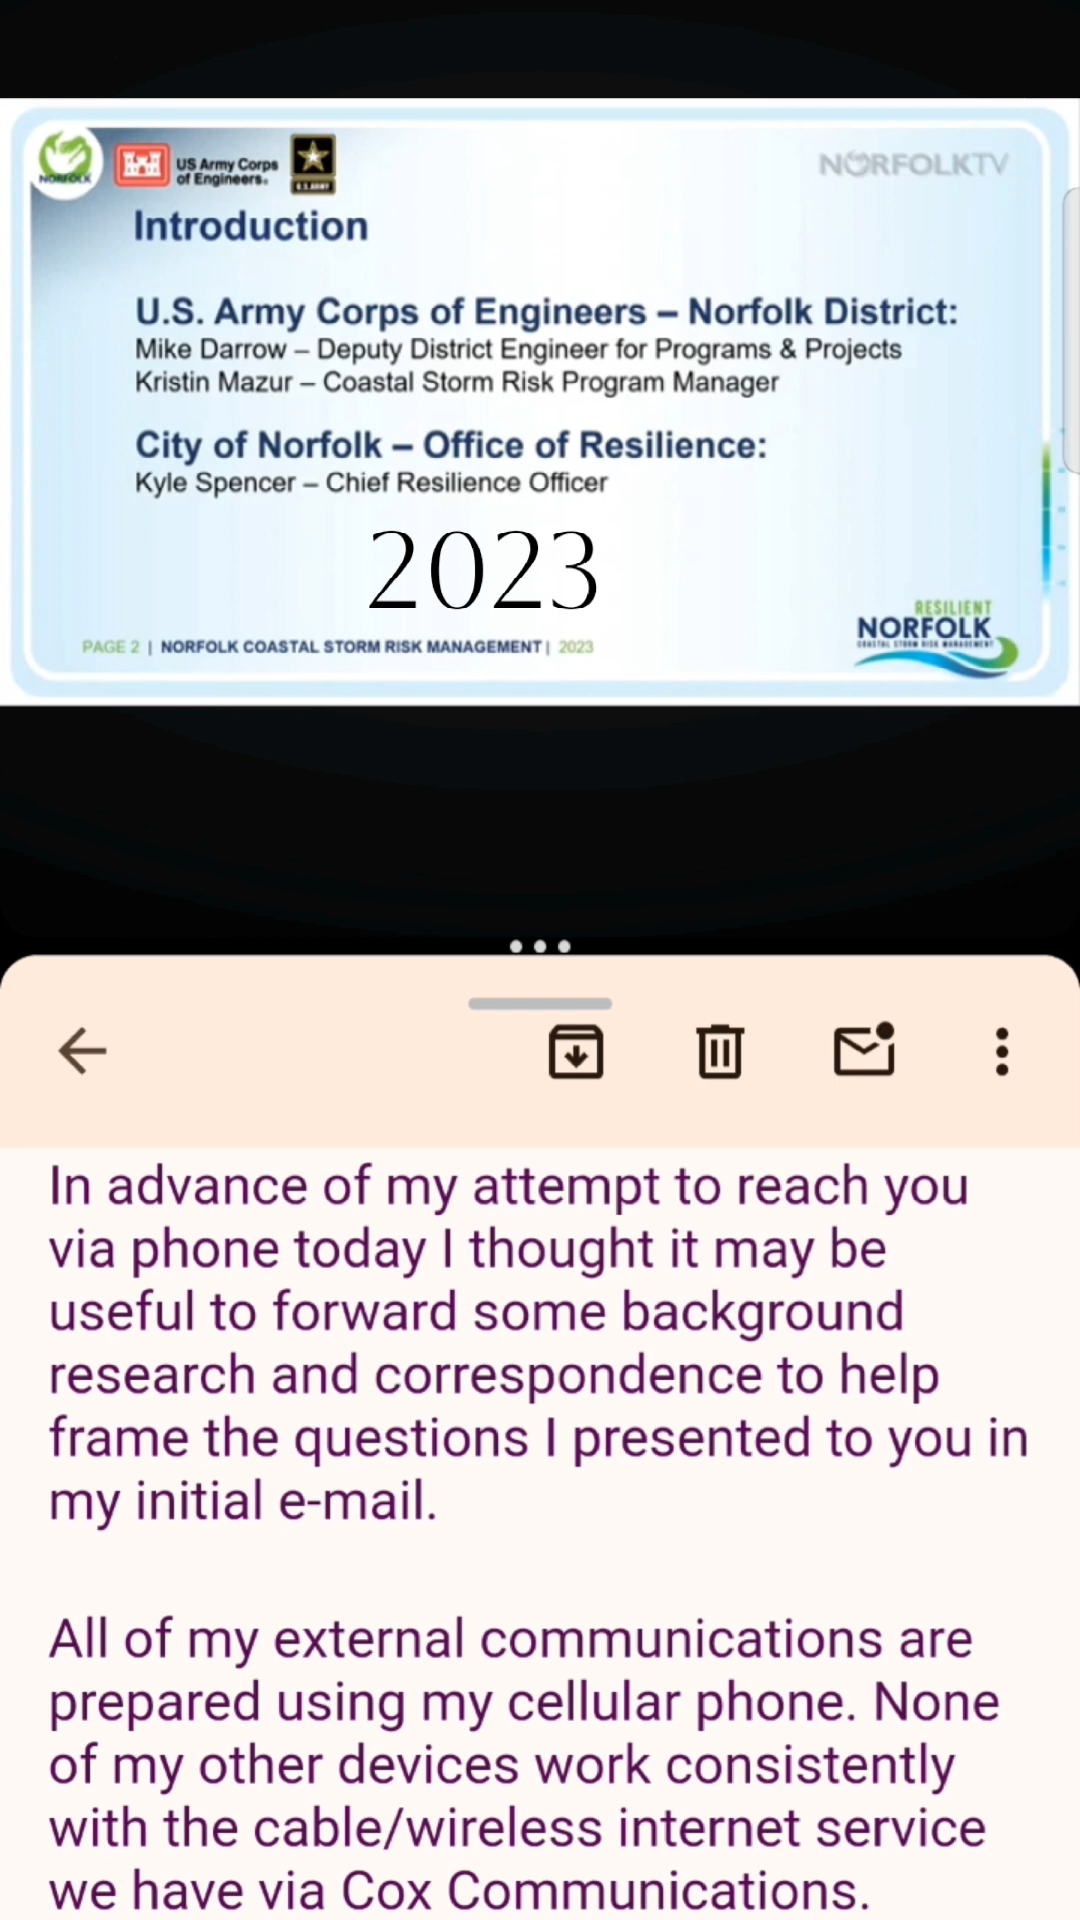 NORFOLK
US Army Corps
of Engineers®
U.S. ARMY
NORFOLKTV
Introduction
U.S. Army Corps of Engineers – Norfolk District:
Mike Darrow – Deputy District Engineer for Programs & Projects
Kristin Mazur – Coastal Storm Risk Program Manager
City of Norfolk – Office of Resilience:
Kyle Spencer – Chief Resilience Officer
2023
PAGE 2 | NORFOLK COASTAL STORM RISK MANAGEMENT | 2023
RESILIENT
NORFOLK
COASTAL STORM RISK MANAGEMENT
In advance of my attempt to reach you
via phone today I thought it may be
useful to forward some background
research and correspondence to help
frame the questions I presented to you in
my initial e-mail.
All of my external communications are
prepared using my cellular phone. None
of my other devices work consistently
with the cable/wireless internet service
we have via Cox Communications.